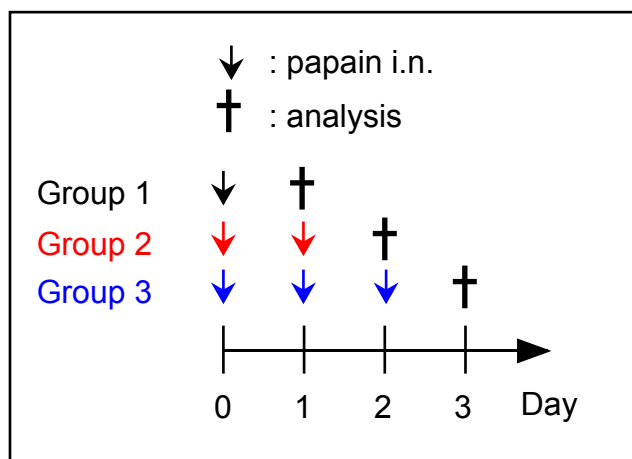 : papain i.n.
: analysis
Group 1
Group 2
Group 3
0 1 2 3 Day